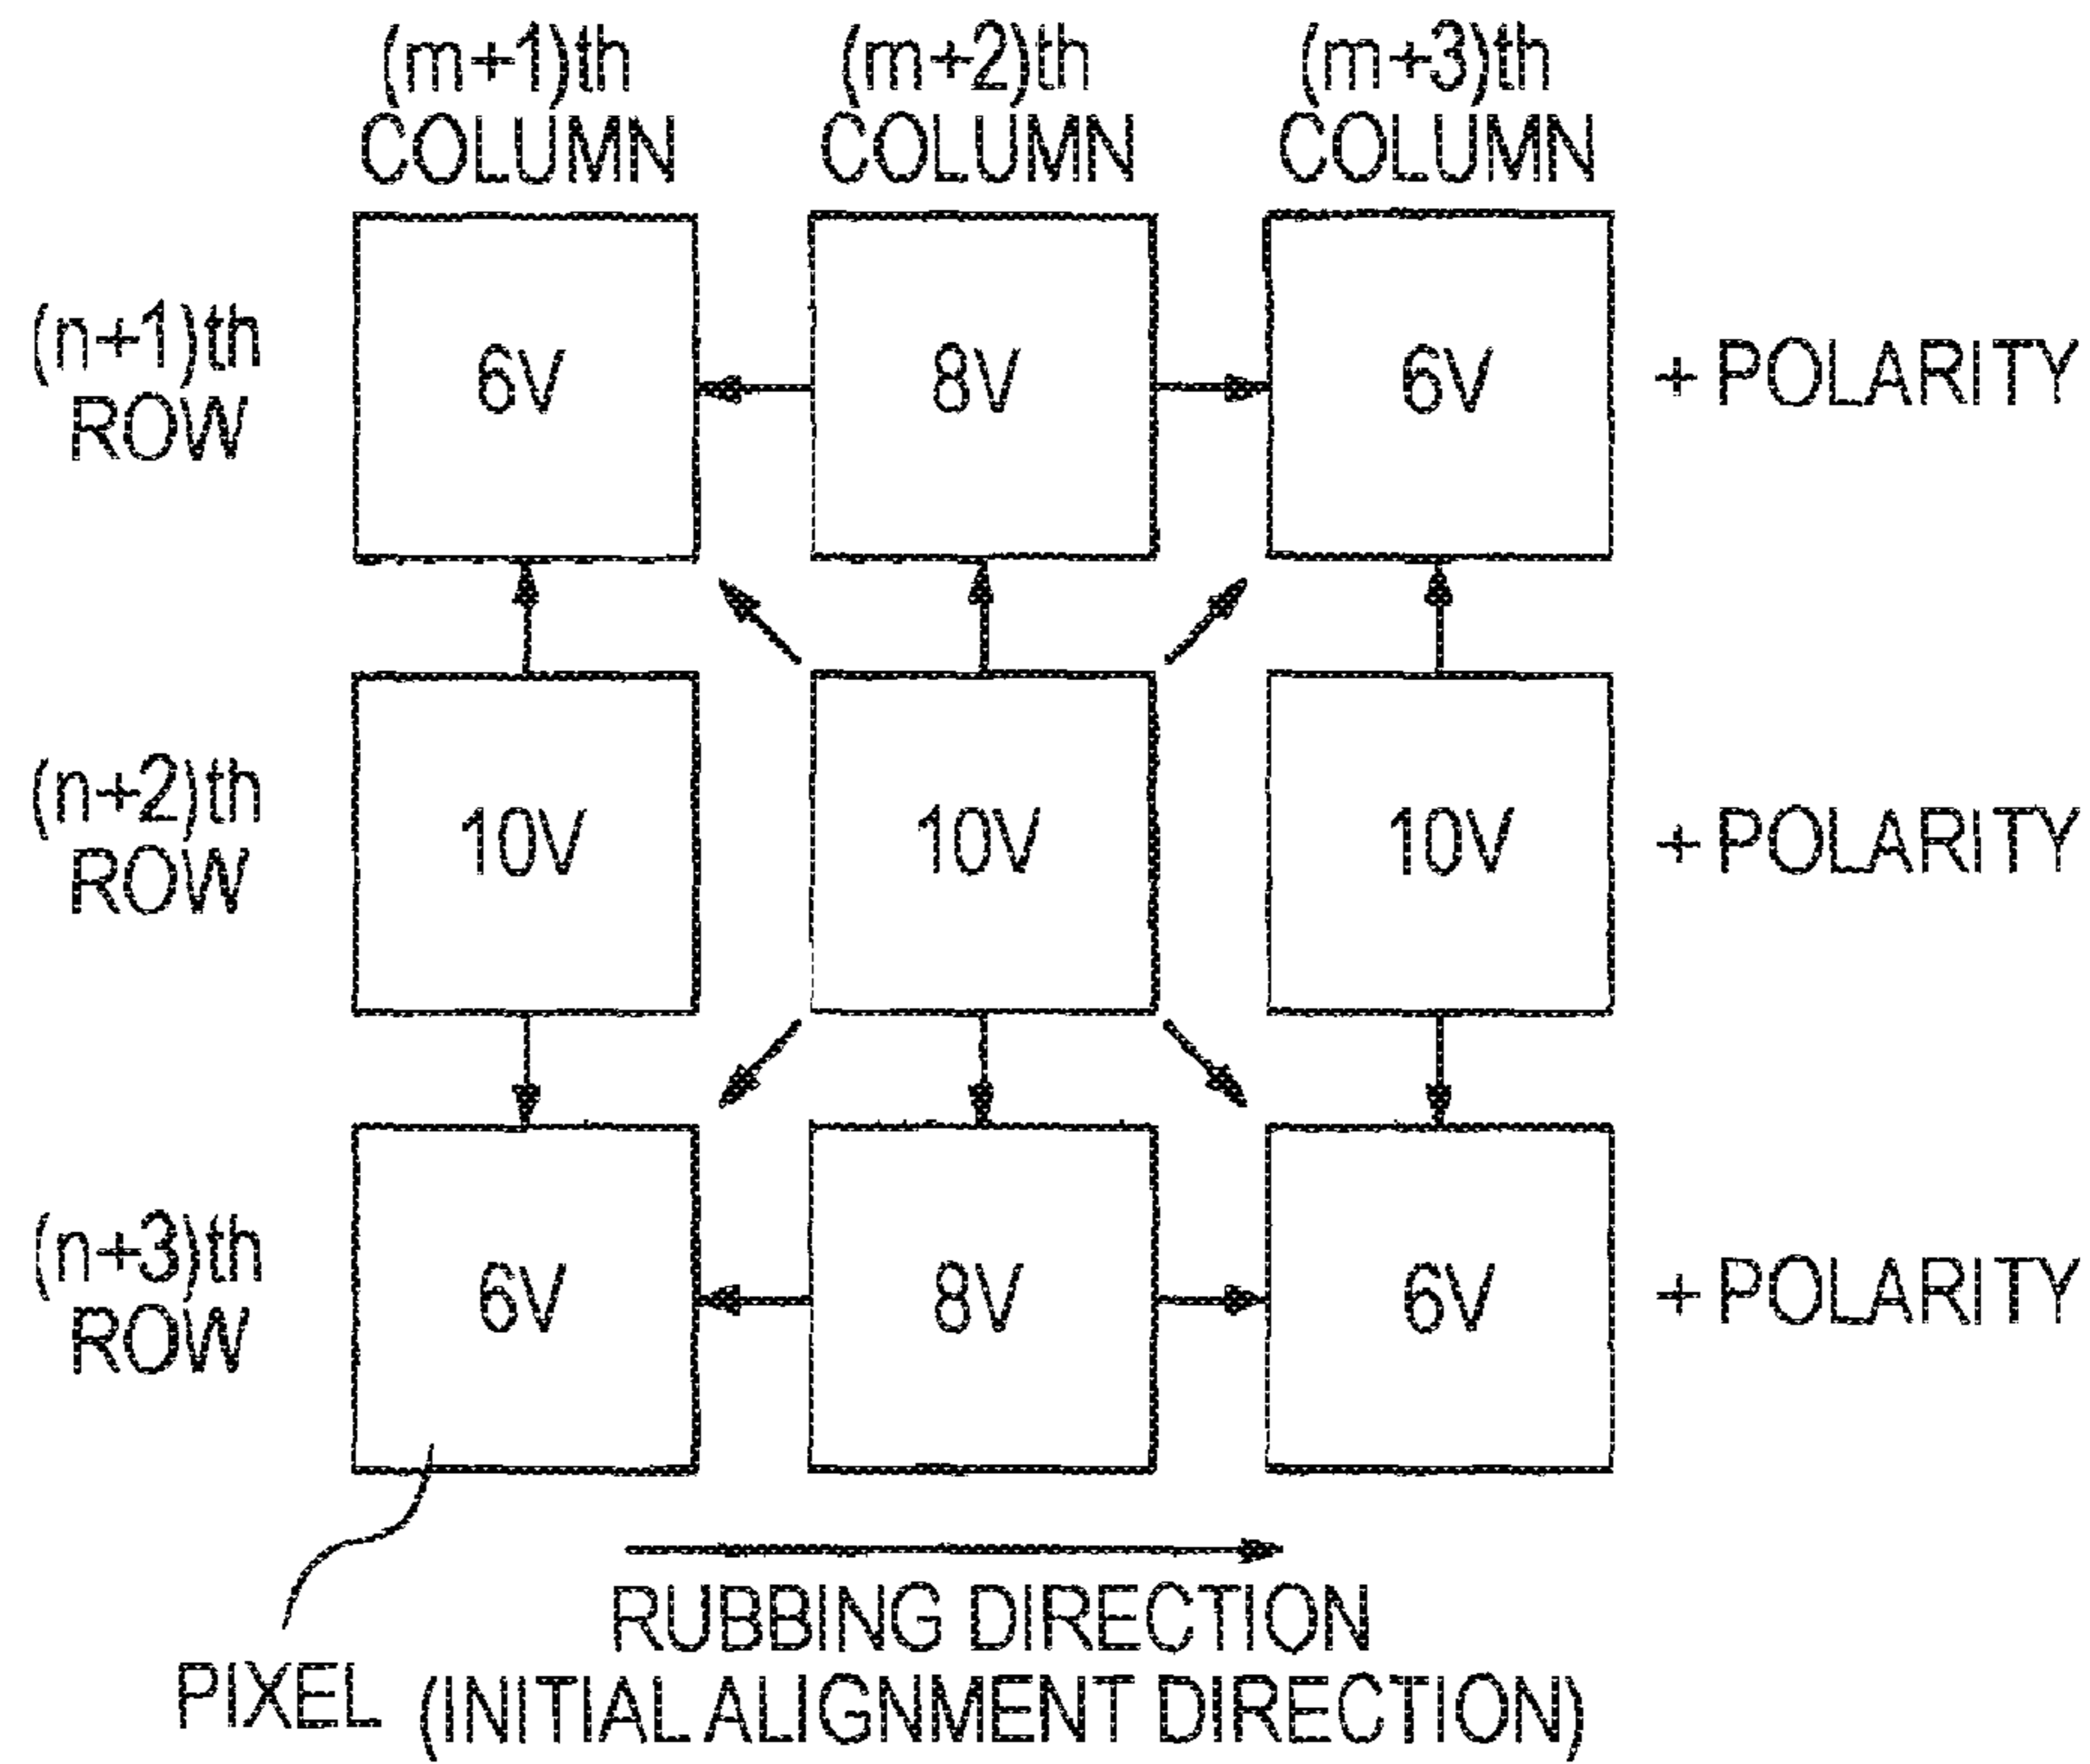 (m+1)th COLUMN
(m+2)th COLUMN
(m+3)th COLUMN
(n+1)th ROW
6V
8V
6V
+ POLARITY
(n+2)th ROW
10V
10V
10V
+ POLARITY
(n+3)th ROW
6V
8V
6V
+ POLARITY
PIXEL
RUBBING DIRECTION
(INITIAL ALIGNMENT DIRECTION)